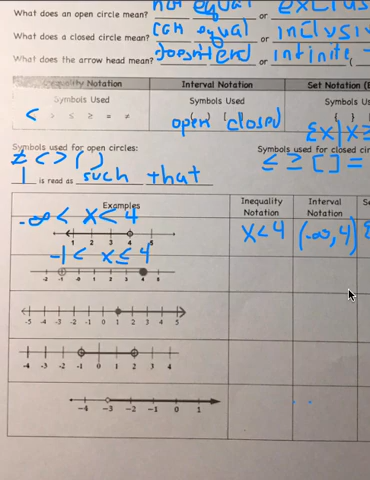 What does an open circle mean? not equal or
What does a closed circle mean? can equal or
What does the arrow head mean? doesn't end or infinite
Inequality Notation Interval Notation Set Notation
Symbols Used Symbols Used Symbols
< > ≤ ≥ = ≠ ( ) [ ] { }
open closed
{x|x≥
Symbols used for open circles: Symbols used for closed
≠ < > ( ) ≤ ≥ [ ] =
| is read as such that
Examples Inequality Notation Interval Notation
-∞ < x < 4 x < 4 (-∞, 4) {
1 2 3 4 5
-1 < x ≤ 4
-2 -1 0 1 2 3 4 5 6
-5 -4 -3 -2 -1 0 1 2 3 4 5
-4 -3 -2 -1 0 1 2 3 4
-4 -3 -2 -1 0 1